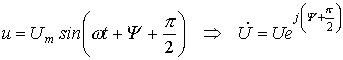 u = U_m sin(ωt + Ψ + π/2) ⇒ U̇ = Ue^{j(Ψ + π/2)}